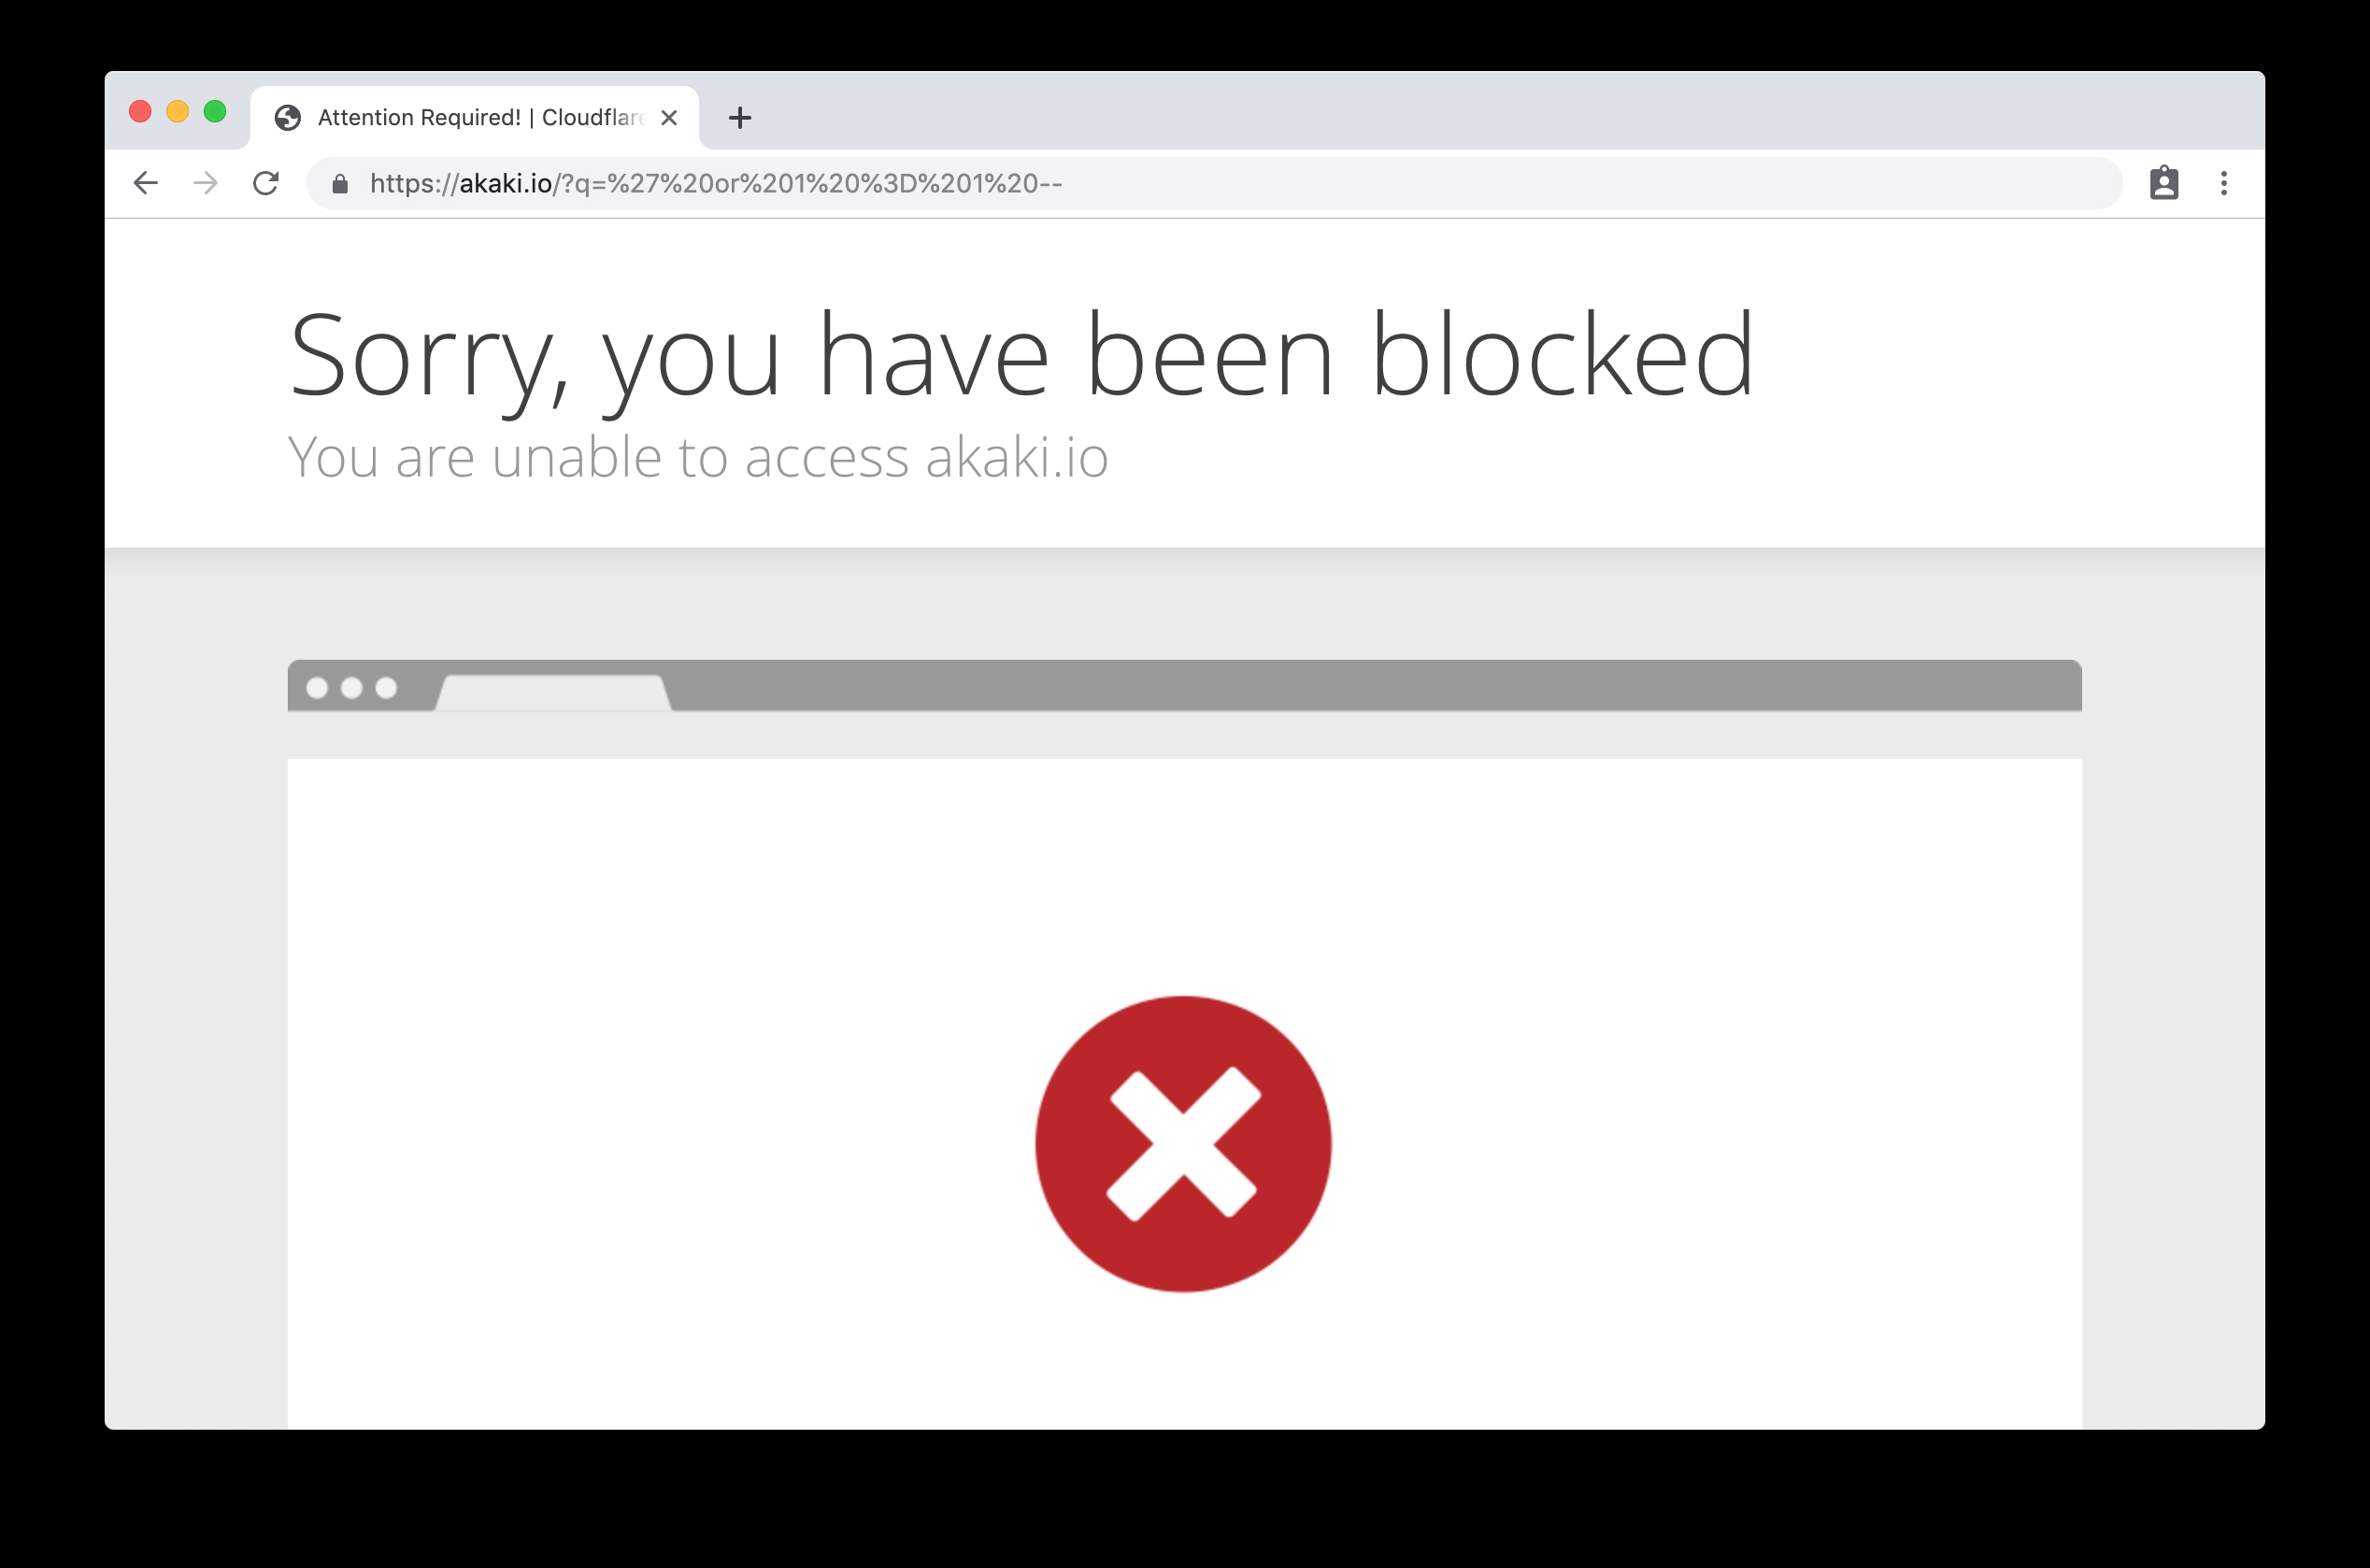 Attention Required! | Cloudflare
https://akaki.io/?q=%27%20or%201%20%3D%201%20--
Sorry, you have been blocked
You are unable to access akaki.io